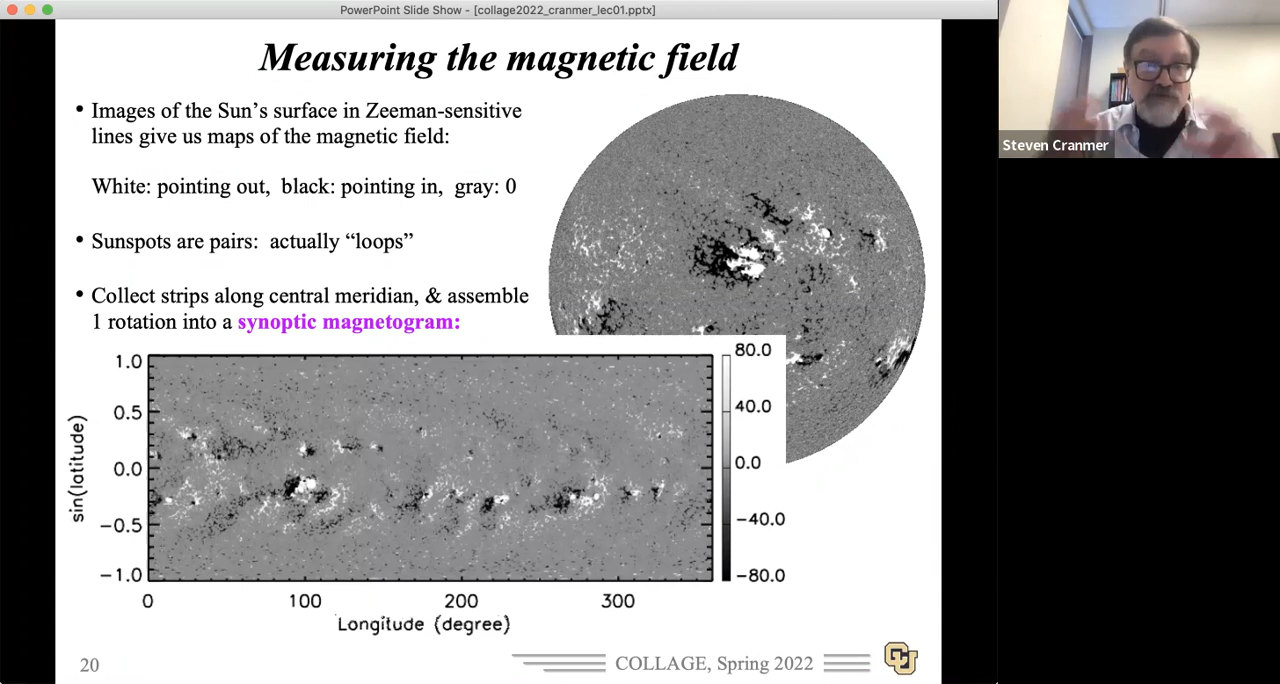 PowerPoint Slide Show - [collage2022_cranmer_lec01.pptx]
Measuring the magnetic field
• Images of the Sun's surface in Zeeman-sensitive
lines give us maps of the magnetic field:
White: pointing out, black: pointing in, gray: 0
• Sunspots are pairs: actually “loops”
• Collect strips along central meridian, & assemble
1 rotation into a synoptic magnetogram:
1.0
0.5
0.0
−0.5
−1.0
sin(latitude)
0
100
200
300
Longitude (degree)
80.0
40.0
0.0
−40.0
−80.0
20
COLLAGE, Spring 2022
CU
Steven Cranmer